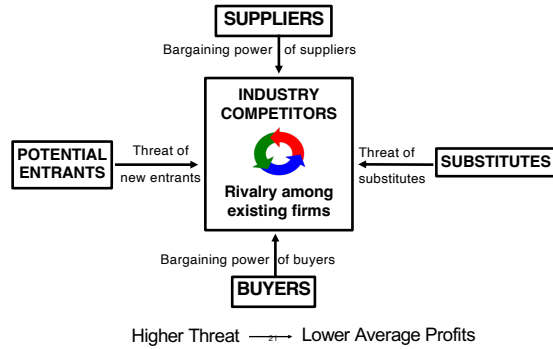 SUPPLIERS
Bargaining power of suppliers
INDUSTRY
COMPETITORS
POTENTIAL
ENTRANTS
Threat of
new entrants
Threat of
substitutes
SUBSTITUTES
Rivalry among
existing firms
Bargaining power of buyers
BUYERS
Higher Threat 21 Lower Average Profits